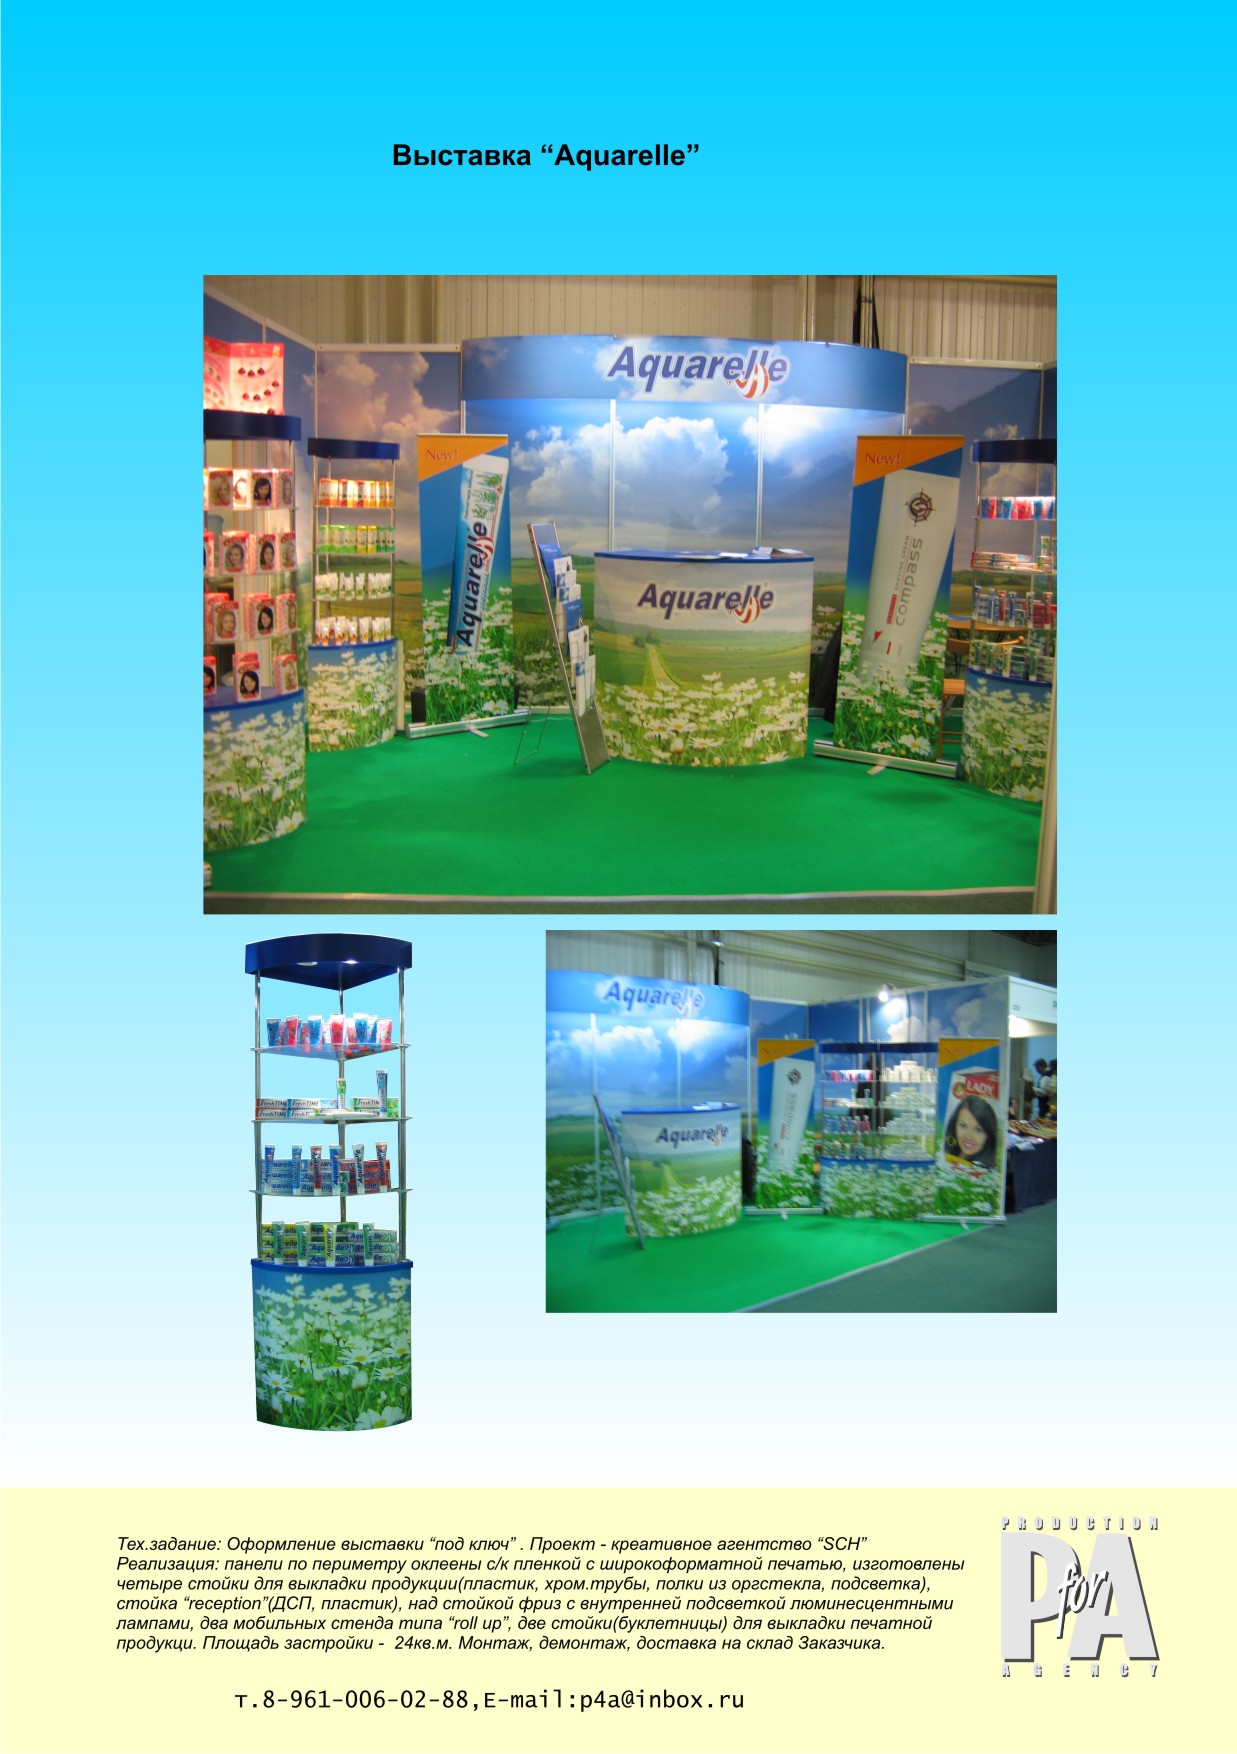 Выставка “Aquarelle”
Aquarelle
New!
New!
Aquarelle
compass
Aquarelle
Aquarelle
Aquarelle
compass
LADY
FreshTIME
Aquarelle
Тех.задание: Оформление выставки “под ключ” . Проект - креативное агентство “SCH”
Реализация: панели по периметру оклеены с/к пленкой с широкоформатной печатью, изготовлены
четыре стойки для выкладки продукции(пластик, хром.трубы, полки из оргстекла, подсветка),
стойка “reception”(ДСП, пластик), над стойкой фриз с внутренней подсветкой люминесцентными
лампами, два мобильных стенда типа “roll up”, две стойки(буклетницы) для выкладки печатной
продукци. Площадь застройки - 24кв.м. Монтаж, демонтаж, доставка на склад Заказчика.
PRODUCTION
P for A
AGENCY
т.8-961-006-02-88,E-mail:p4a@inbox.ru